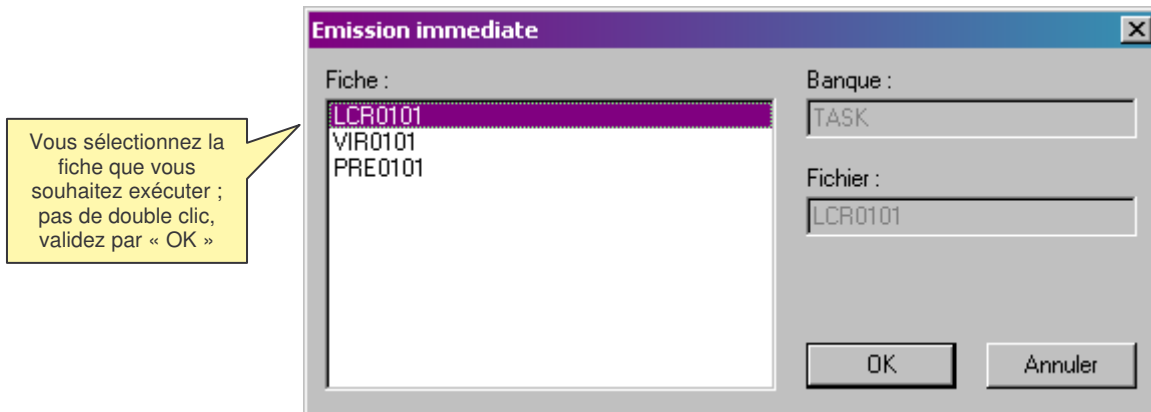 Emission immediate
Fiche :
LCR0101
VIR0101
PRE0101
Banque :
TASK
Fichier :
LCR0101
OK
Annuler
Vous sélectionnez la
fiche que vous
souhaitez exécuter ;
pas de double clic,
validez par « OK »